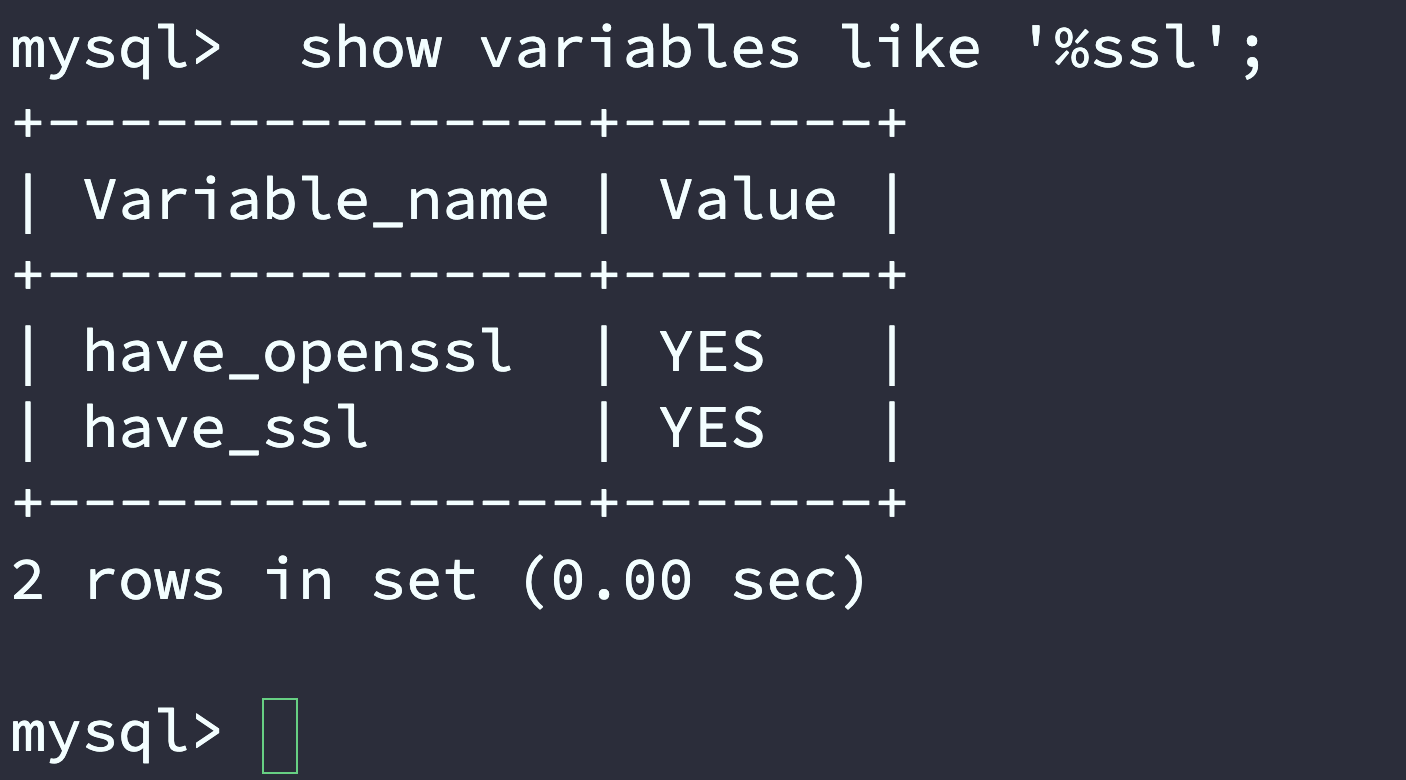 mysql>  show variables like '%ssl';
+---------------+-------+
| Variable_name | Value |
+---------------+-------+
| have_openssl  | YES   |
| have_ssl      | YES   |
+---------------+-------+
2 rows in set (0.00 sec)
mysql>